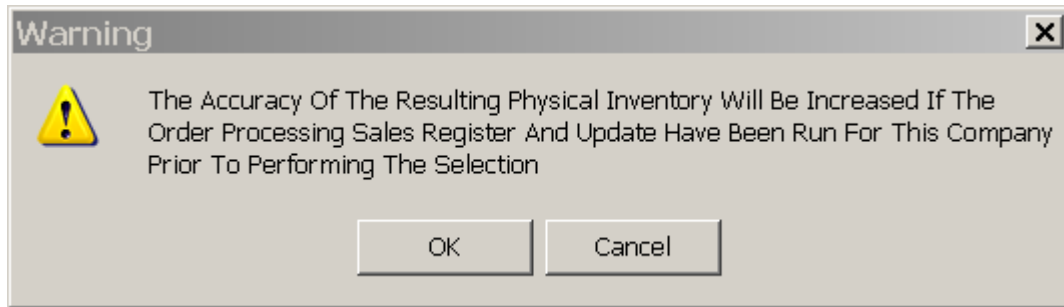 Warning
The Accuracy Of The Resulting Physical Inventory Will Be Increased If The
Order Processing Sales Register And Update Have Been Run For This Company
Prior To Performing The Selection
OK Cancel